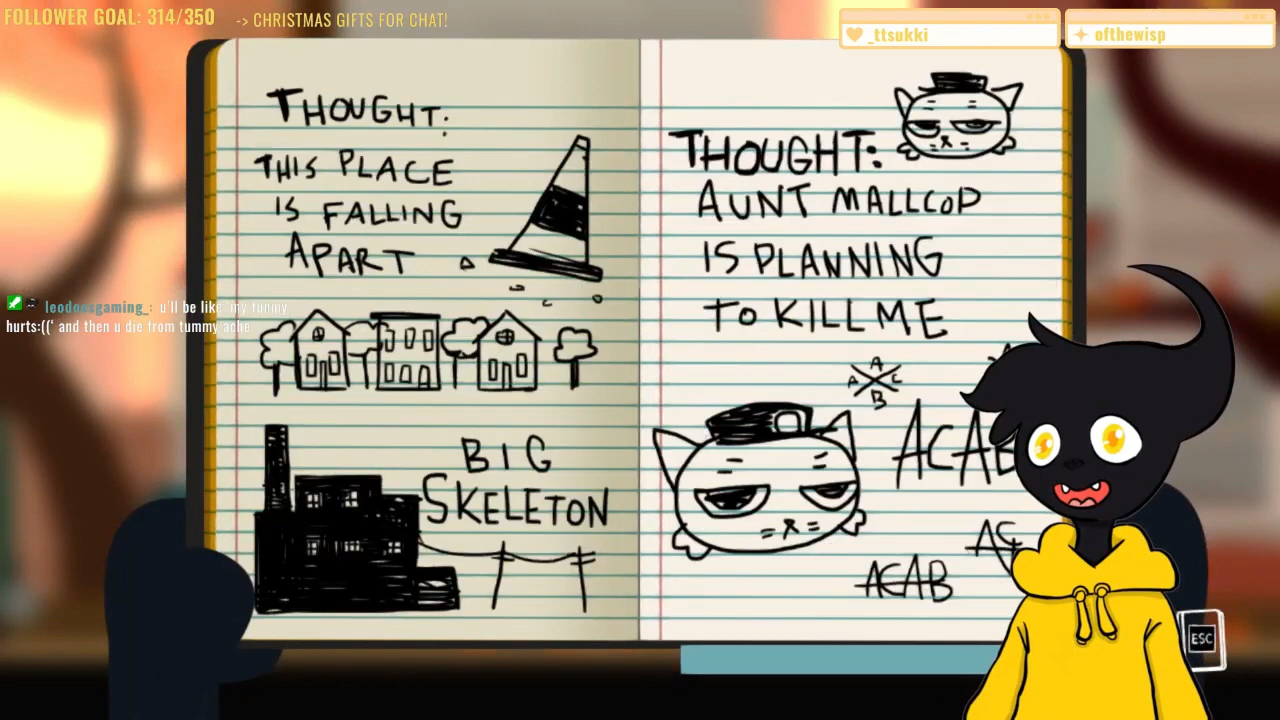 FOLLOWER GOAL: 314/350
-> CHRISTMAS GIFTS FOR CHAT!
_ttsukki
ofthewisp
THOUGHT:
THIS PLACE
IS FALLING
APART
BIG
SKELETON
THOUGHT:
AUNT MALLCOP
IS PLANNING
TO KILL ME
A
A C
B
ACAB
AC
ACAB
leodoesgaming_: u'll be like "my tummy
hurts:((" and then u die from tummy ache
ESC